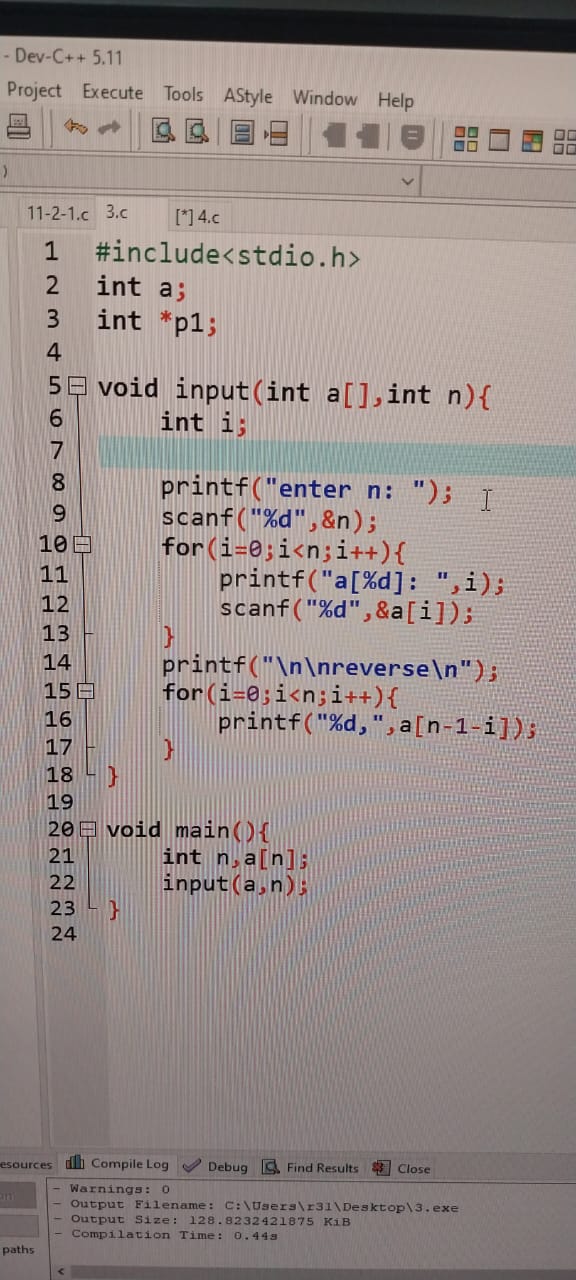 - Dev-C++ 5.11
Project Execute Tools AStyle Window Help
)
11-2-1.c 3.c [*] 4.c
1 #include<stdio.h>
2 int a;
3 int *p1;
4
5 void input(int a[],int n){
6 int i;
7
8 printf("enter n: ");
9 scanf("%d",&n);
10 for(i=0;i<n;i++){
11 printf("a[%d]: ",i);
12 scanf("%d",&a[i]);
13 }
14 printf("\n\nreverse\n");
15 for(i=0;i<n;i++){
16 printf("%d,",a[n-1-i]);
17 }
18 }
19
20 void main(){
21 int n,a[n];
22 input(a,n);
23 }
24
esources Compile Log Debug Find Results Close
- Warnings: 0
- Output Filename: C:\Users\r31\Desktop\3.exe
- Output Size: 128.8232421875 KiB
- Compilation Time: 0.44s
paths